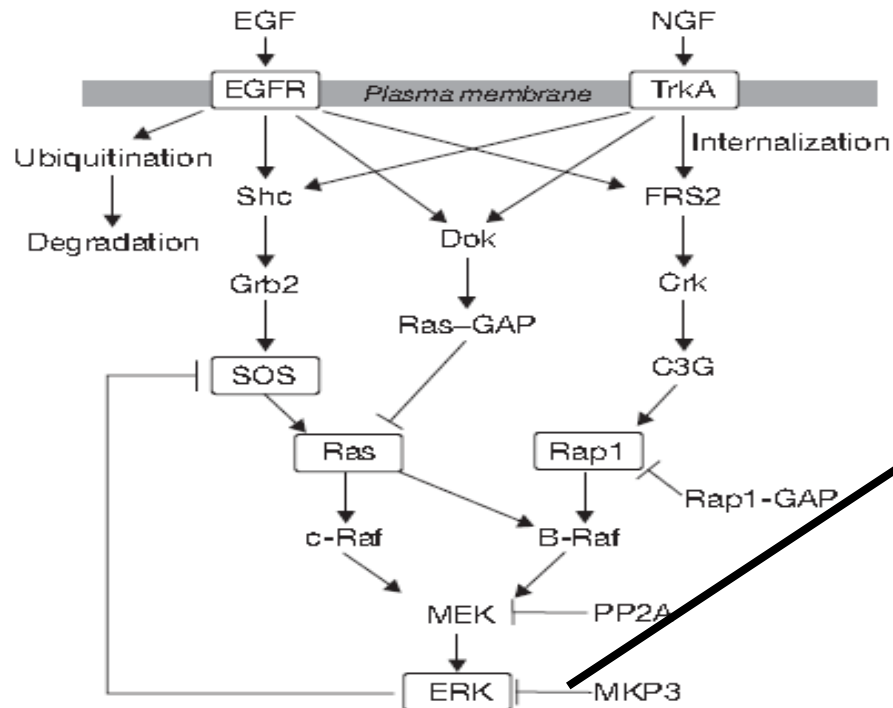 EGF NGF
EGFR Plasma membrane TrkA
Internalization
Ubiquitination
Shc FRS2
Degradation Dok
Grb2 Crk
Ras–GAP
SOS C3G
Ras Rap1
Rap1-GAP
c-Raf B-Raf
MEK PP2A
ERK MKP3